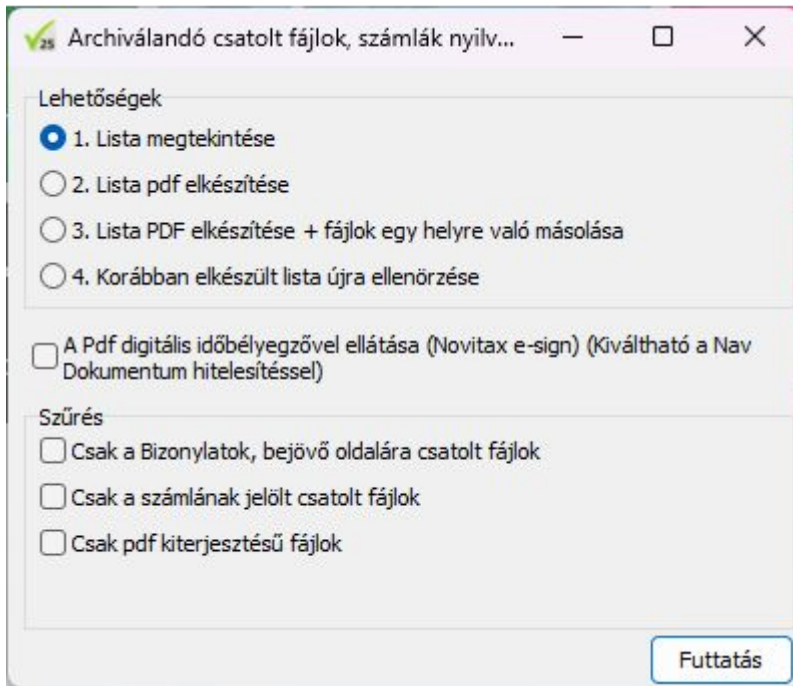 25 Archiválandó csatolt fájlok, számlák nyilv...
Lehetőségek
1. Lista megtekintése
2. Lista pdf elkészítése
3. Lista PDF elkészítése + fájlok egy helyre való másolása
4. Korábban elkészült lista újra ellenörzése
A Pdf digitális időbélyegzővel ellátása (Novitax e-sign) (Kiváltható a Nav
Dokumentum hitelesítéssel)
Szűrés
Csak a Bizonylatok, bejövő oldalára csatolt fájlok
Csak a számlának jelölt csatolt fájlok
Csak pdf kiterjesztésű fájlok
Futtatás